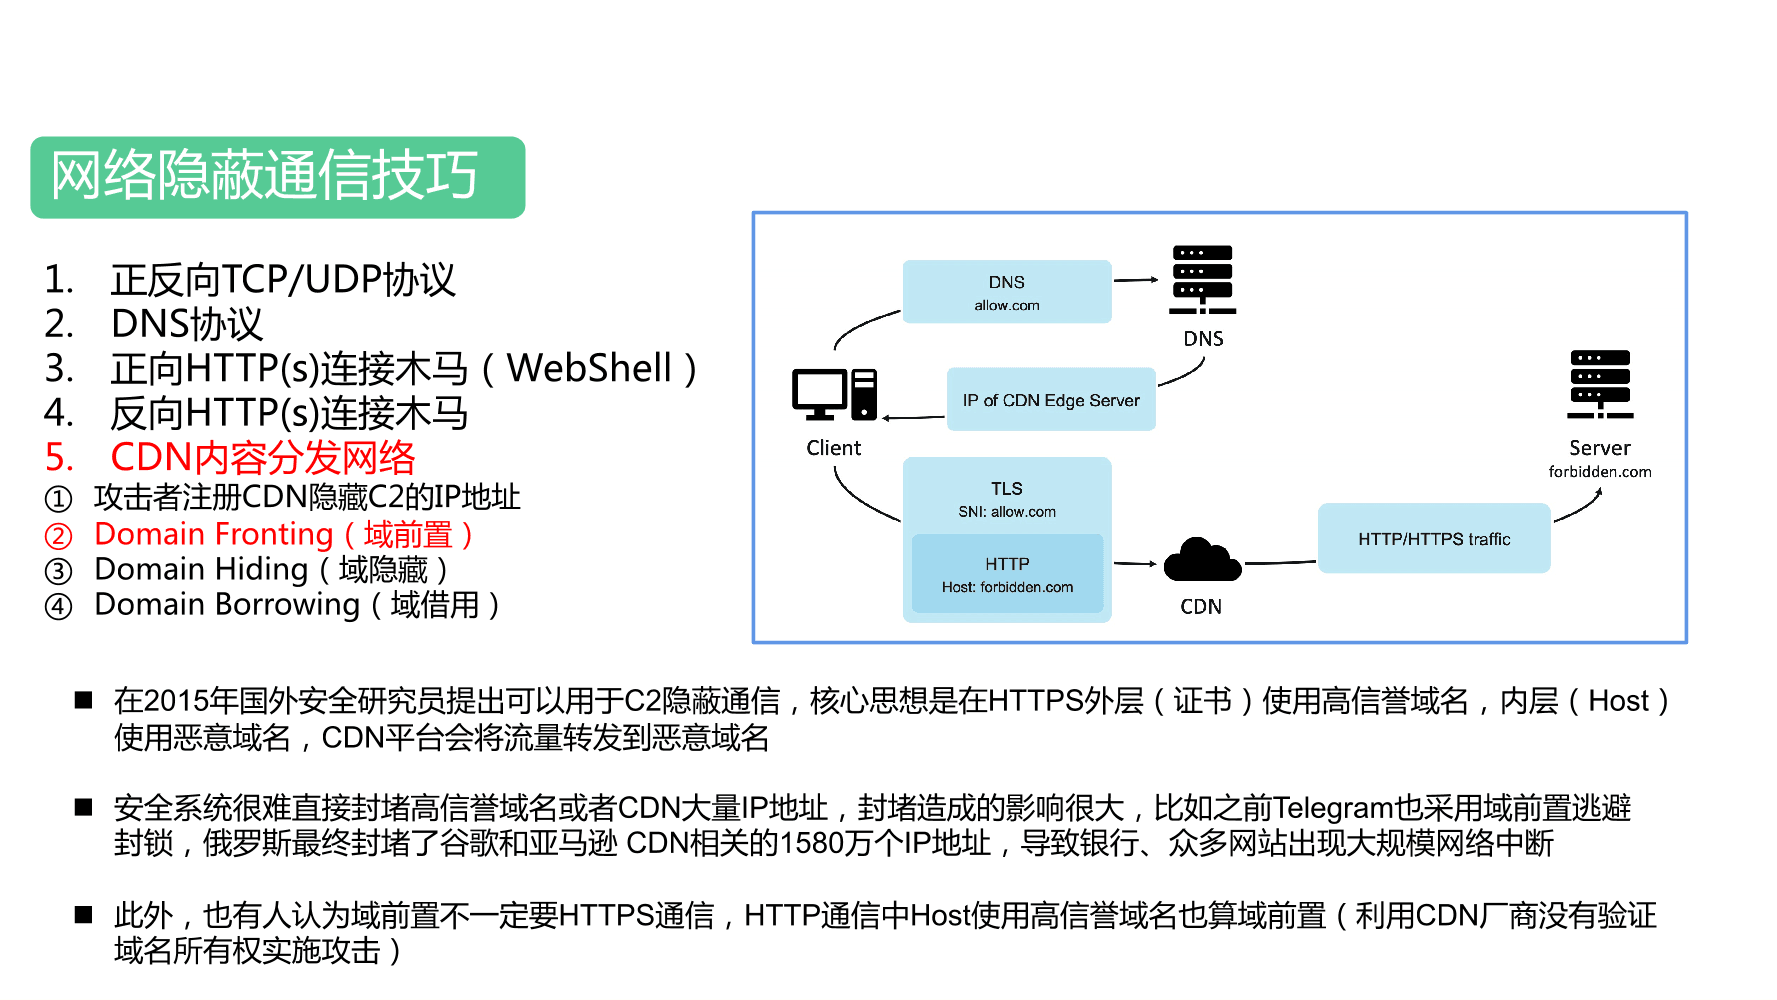 网络隐蔽通信技巧
1. 正反向TCP/UDP协议
2. DNS协议
3. 正向HTTP(s)连接木马（WebShell）
4. 反向HTTP(s)连接木马
5. CDN内容分发网络
① 攻击者注册CDN隐藏C2的IP地址
② Domain Fronting（域前置）
③ Domain Hiding（域隐藏）
④ Domain Borrowing（域借用）
DNS
allow.com
DNS
IP of CDN Edge Server
Client
Server
forbidden.com
TLS
SNI: allow.com
HTTP
Host: forbidden.com
CDN
HTTP/HTTPS traffic
■ 在2015年国外安全研究员提出可以用于C2隐蔽通信，核心思想是在HTTPS外层（证书）使用高信誉域名，内层（Host）
使用恶意域名，CDN平台会将流量转发到恶意域名
■ 安全系统很难直接封堵高信誉域名或者CDN大量IP地址，封堵造成的影响很大，比如之前Telegram也采用域前置逃避
封锁，俄罗斯最终封堵了谷歌和亚马逊 CDN相关的1580万个IP地址，导致银行、众多网站出现大规模网络中断
■ 此外，也有人认为域前置不一定要HTTPS通信，HTTP通信中Host使用高信誉域名也算域前置（利用CDN厂商没有验证
域名所有权实施攻击）